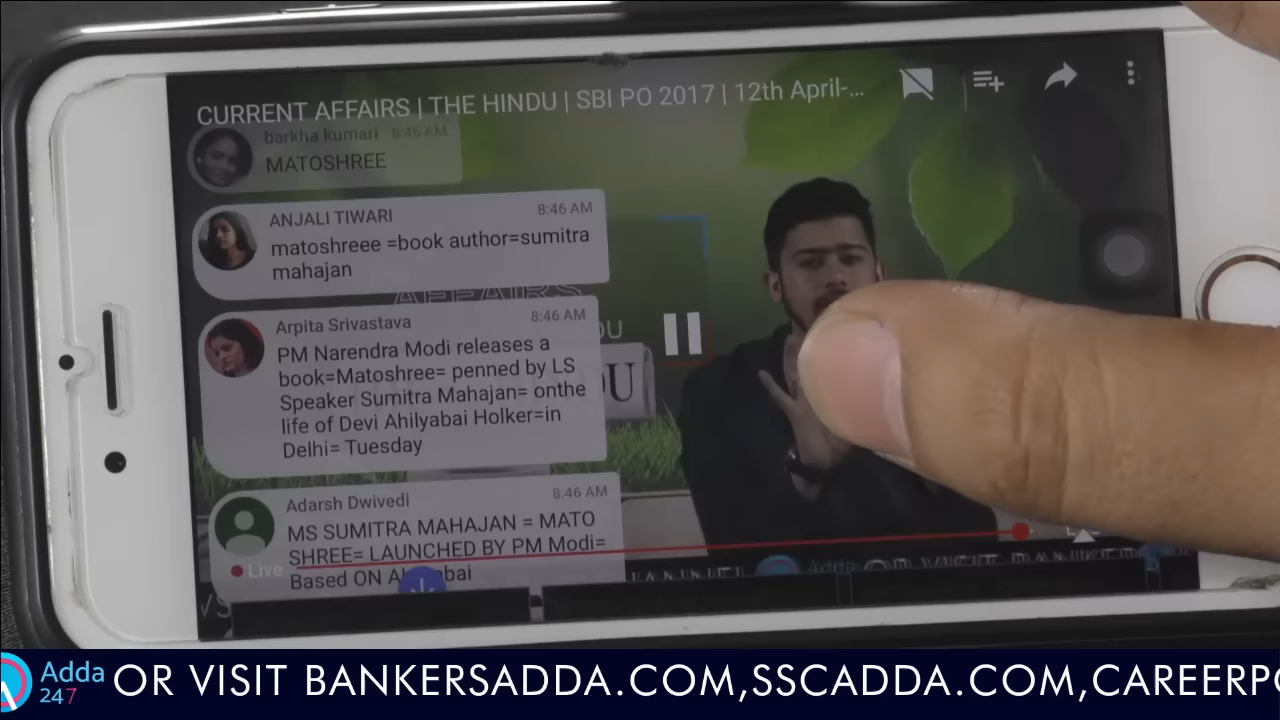 CURRENT AFFAIRS | THE HINDU | SBI PO 2017 | 12th April-...
barkha kumari 8:46 AM
MATOSHREE
ANJALI TIWARI 8:46 AM
matoshreee =book author=sumitra
mahajan
AFFAIRS
Arpita Srivastava 8:46 AM
PM Narendra Modi releases a
book=Matoshree= penned by LS
Speaker Sumitra Mahajan= onthe
life of Devi Ahilyabai Holker=in
Delhi= Tuesday
Adarsh Dwivedi 8:46 AM
MS SUMITRA MAHAJAN = MATO
SHREE= LAUNCHED BY PM Modi=
Live
Based ON
OR VISIT
Adda
247
OR VISIT BANKERSADDA.COM,SSCADDA.COM,CAREERP